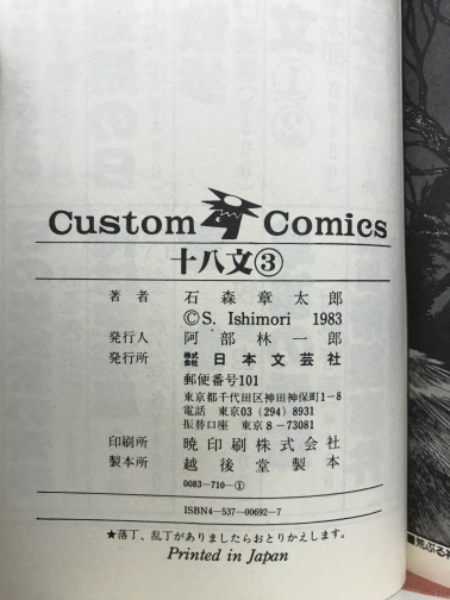 Custom Comics
十八文③
著者 石森章太郎
©S. Ishimori 1983
発行人 阿部林一郎
発行所 株式会社 日本文芸社
郵便番号101
東京都千代田区神田神保町1-8
電話 東京03(294)8931
振替口座 東京8-73081
印刷所 暁印刷株式会社
製本所 越後堂製本
0083-710-①
ISBN4-537-00692-7
★落丁、乱丁がありましたらおとりかえします。
Printed in Japan
■荒ぶる